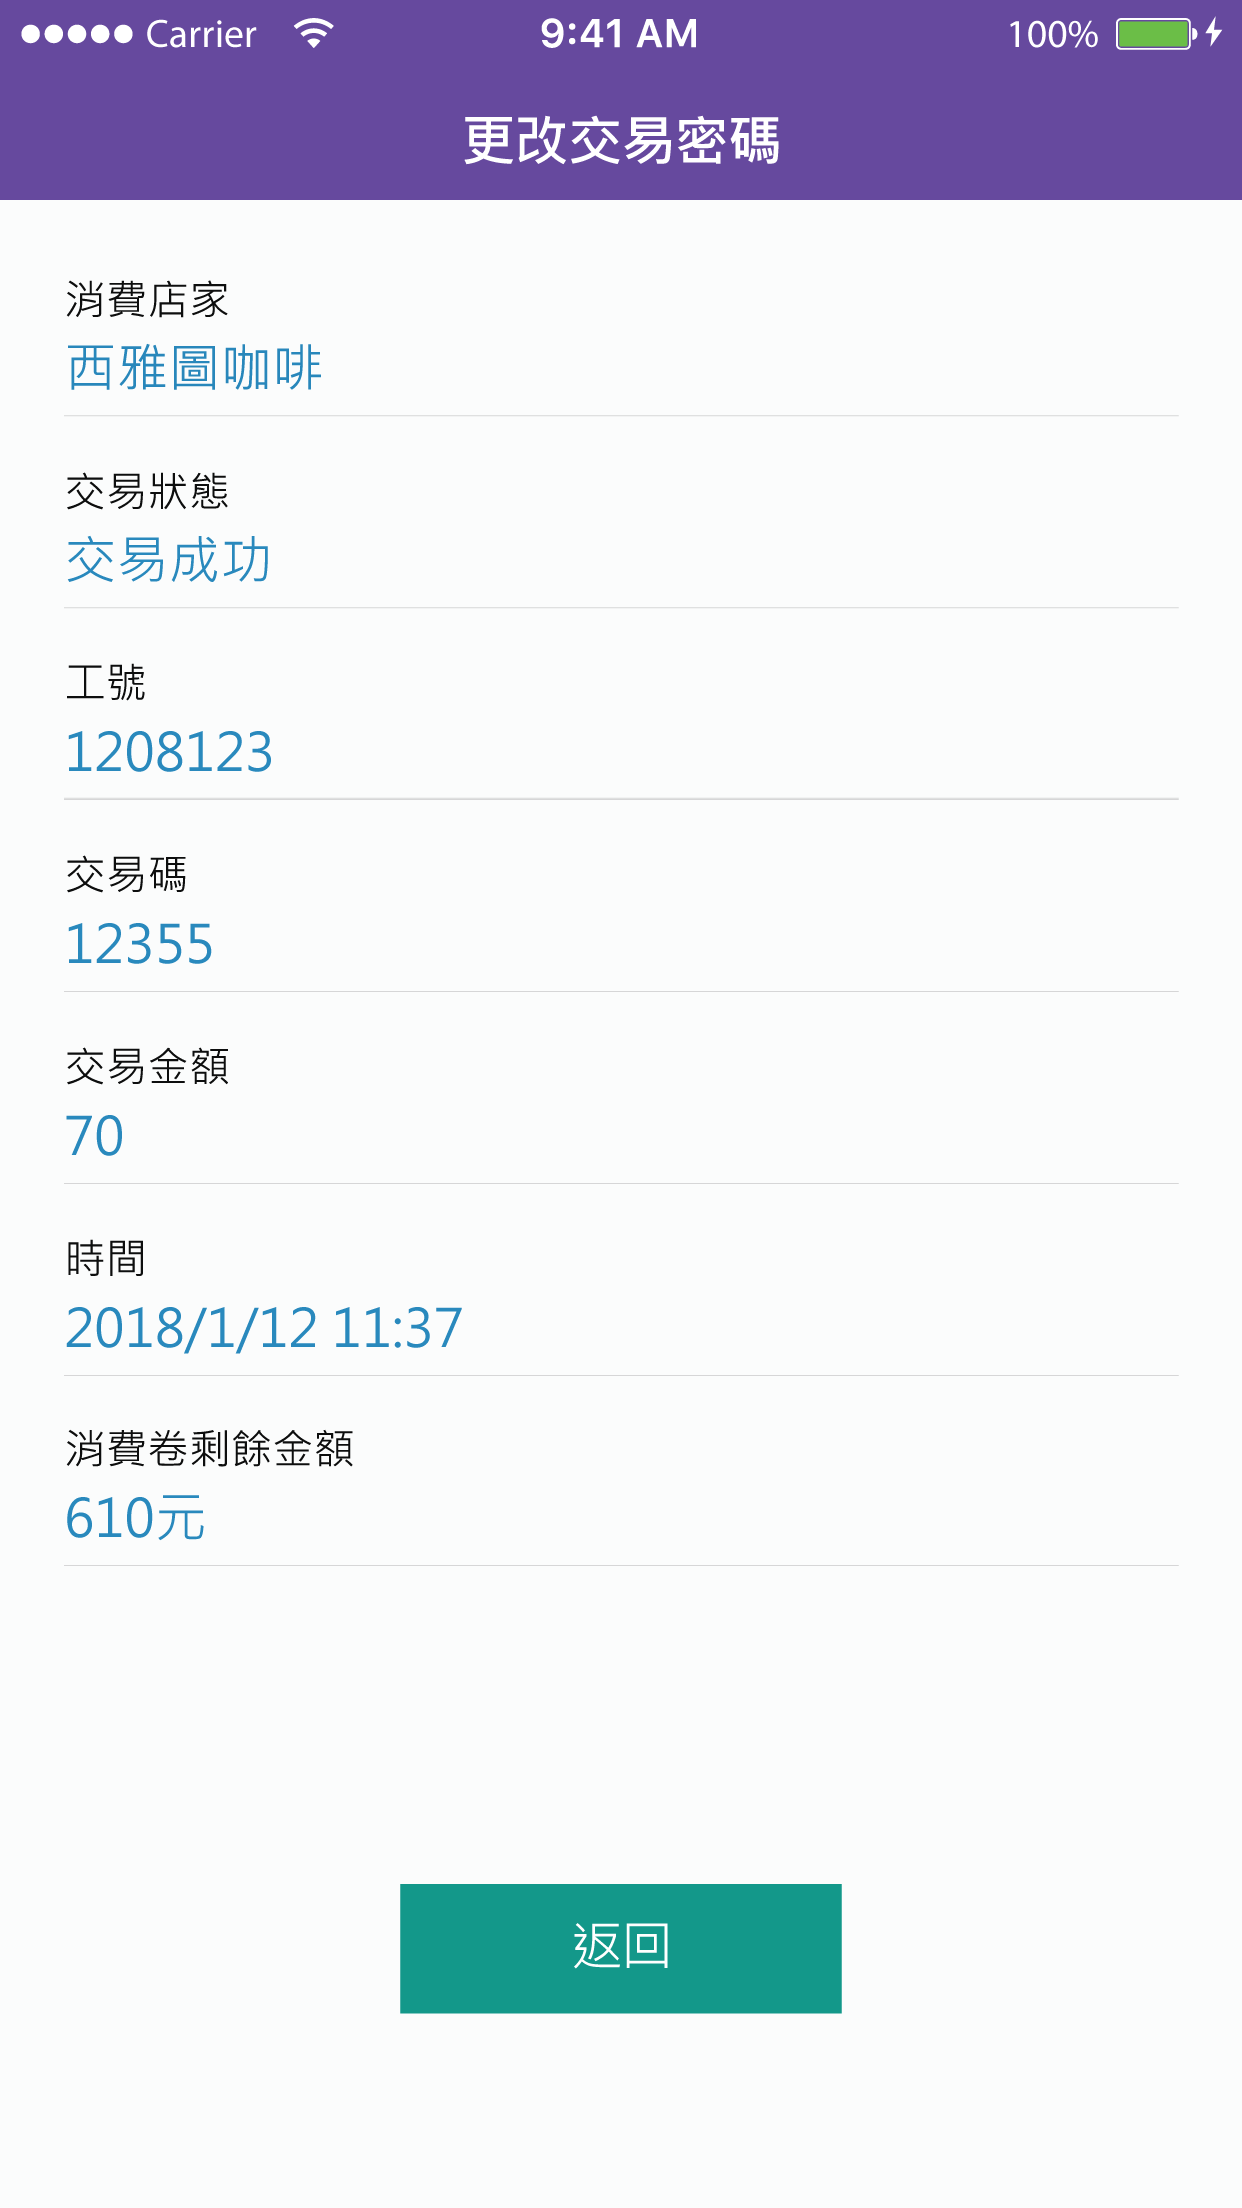 Carrier 9:41 AM 100%
更改交易密碼
消費店家
西雅圖咖啡
交易狀態
交易成功
工號
1208123
交易碼
12355
交易金額
70
時間
2018/1/12 11:37
消費卷剩餘金額
610元
返回